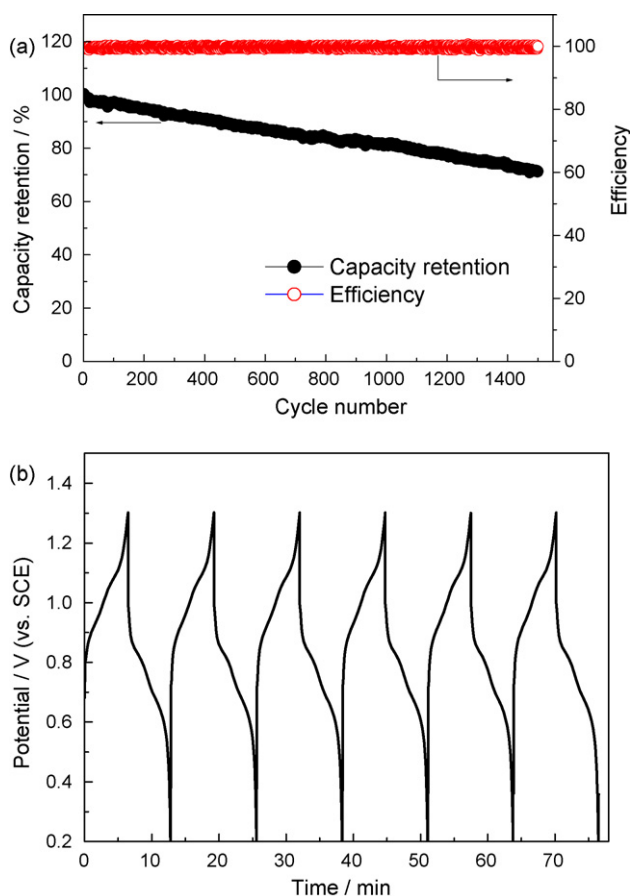 (a)
Capacity retention / %
120
100
80
60
40
20
0
100
80
60
40
20
0
Efficiency
Capacity retention
Efficiency
0 200 400 600 800 1000 1200 1400
Cycle number
(b)
Potential / V (vs. SCE)
1.4
1.2
1.0
0.8
0.6
0.4
0.2
0 10 20 30 40 50 60 70
Time / min